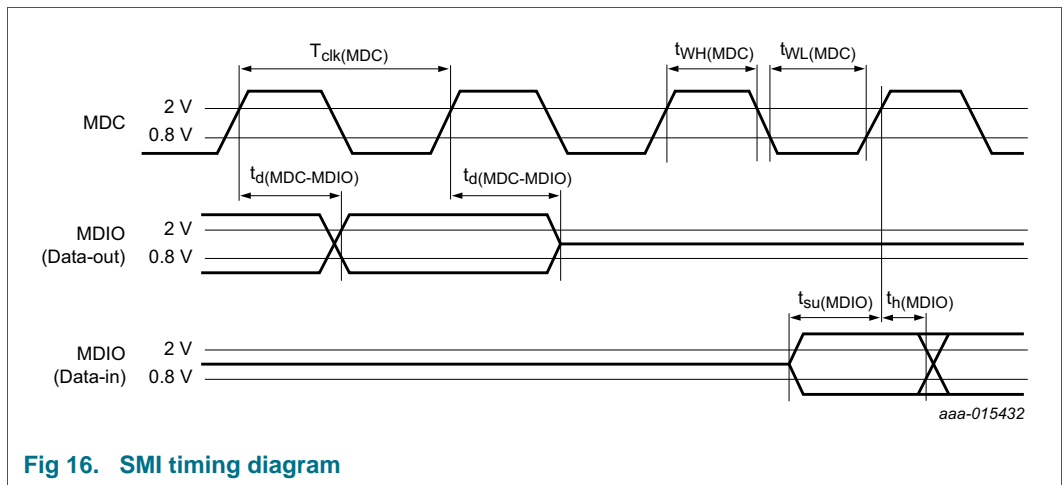 Tclk(MDC)
tWH(MDC) tWL(MDC)
MDC
2 V
0.8 V
td(MDC-MDIO) td(MDC-MDIO)
MDIO
(Data-out)
2 V
0.8 V
tsu(MDIO) th(MDIO)
MDIO
(Data-in)
2 V
0.8 V
aaa-015432
Fig 16. SMI timing diagram